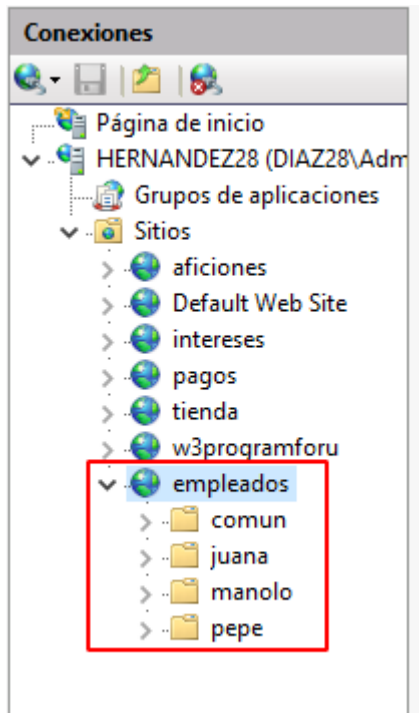 Conexiones
Página de inicio
HERNANDEZ28 (DIAZ28\Adm
Grupos de aplicaciones
Sitios
aficiones
Default Web Site
intereses
pagos
tienda
w3programforu
empleados
comun
juana
manolo
pepe